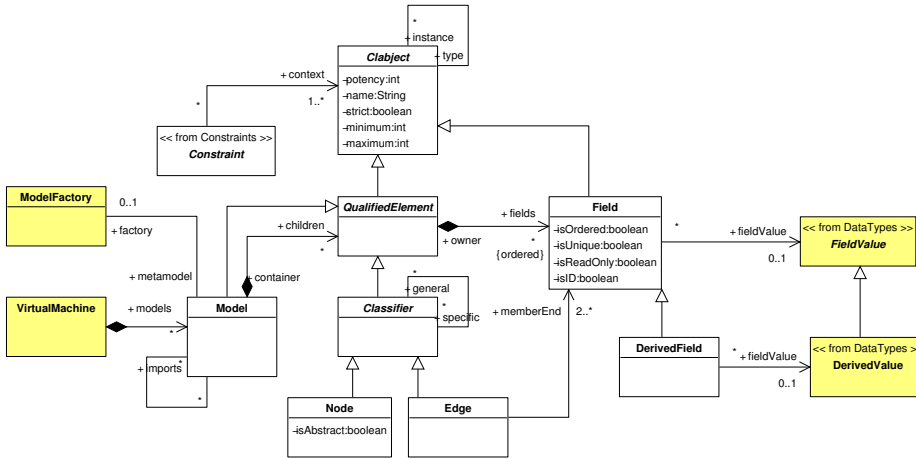 *
+ instance
+ type
Clabject
-potency:int
-name:String
-strict:boolean
-minimum:int
-maximum:int
+ context
1..*
*
<< from Constraints >>
Constraint
ModelFactory
0..1
+ factory
+ metamodel
VirtualMachine
+ models
*
Model
+ container
+ children
*
+ imports
*
*
QualifiedElement
+ owner
+ fields
*
{ordered}
Field
-isOrdered:boolean
-isUnique:boolean
-isReadOnly:boolean
-isID:boolean
*
+ fieldValue
0..1
<< from DataTypes >>
FieldValue
Classifier
*
+ general
*
+ specific
+ memberEnd
2..*
DerivedField
*
+ fieldValue
0..1
<< from DataTypes >>
DerivedValue
Node
-isAbstract:boolean
Edge